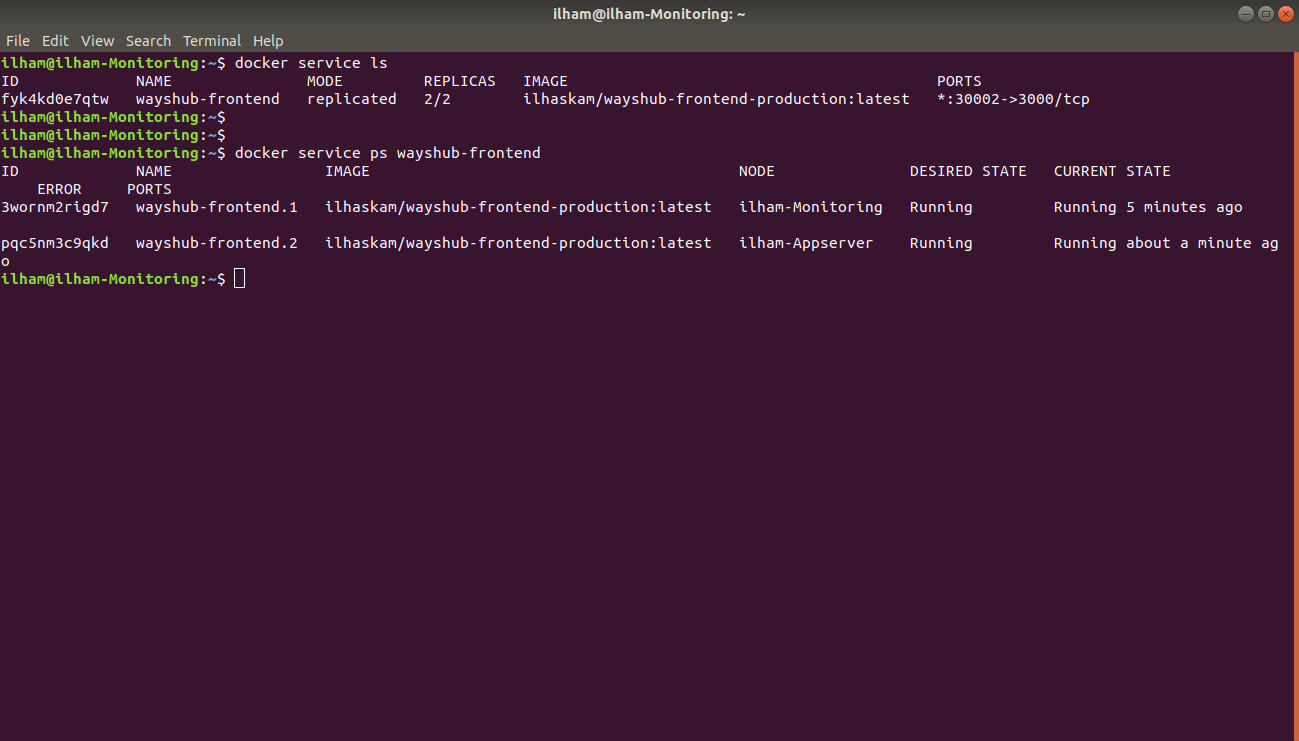 ilham@ilham-Monitoring: ~
File Edit View Search Terminal Help
ilham@ilham-Monitoring:~$ docker service ls
ID             NAME               MODE         REPLICAS   IMAGE                                         PORTS
fyk4kd0e7qtw   wayshub-frontend   replicated   2/2        ilhaskam/wayshub-frontend-production:latest   *:30002->3000/tcp
ilham@ilham-Monitoring:~$
ilham@ilham-Monitoring:~$
ilham@ilham-Monitoring:~$ docker service ps wayshub-frontend
ID             NAME                 IMAGE                                         NODE               DESIRED STATE   CURRENT STATE
    ERROR     PORTS
3wornm2rigd7   wayshub-frontend.1   ilhaskam/wayshub-frontend-production:latest   ilham-Monitoring   Running         Running 5 minutes ago
pqc5nm3c9qkd   wayshub-frontend.2   ilhaskam/wayshub-frontend-production:latest   ilham-Appserver    Running         Running about a minute ag
o
ilham@ilham-Monitoring:~$